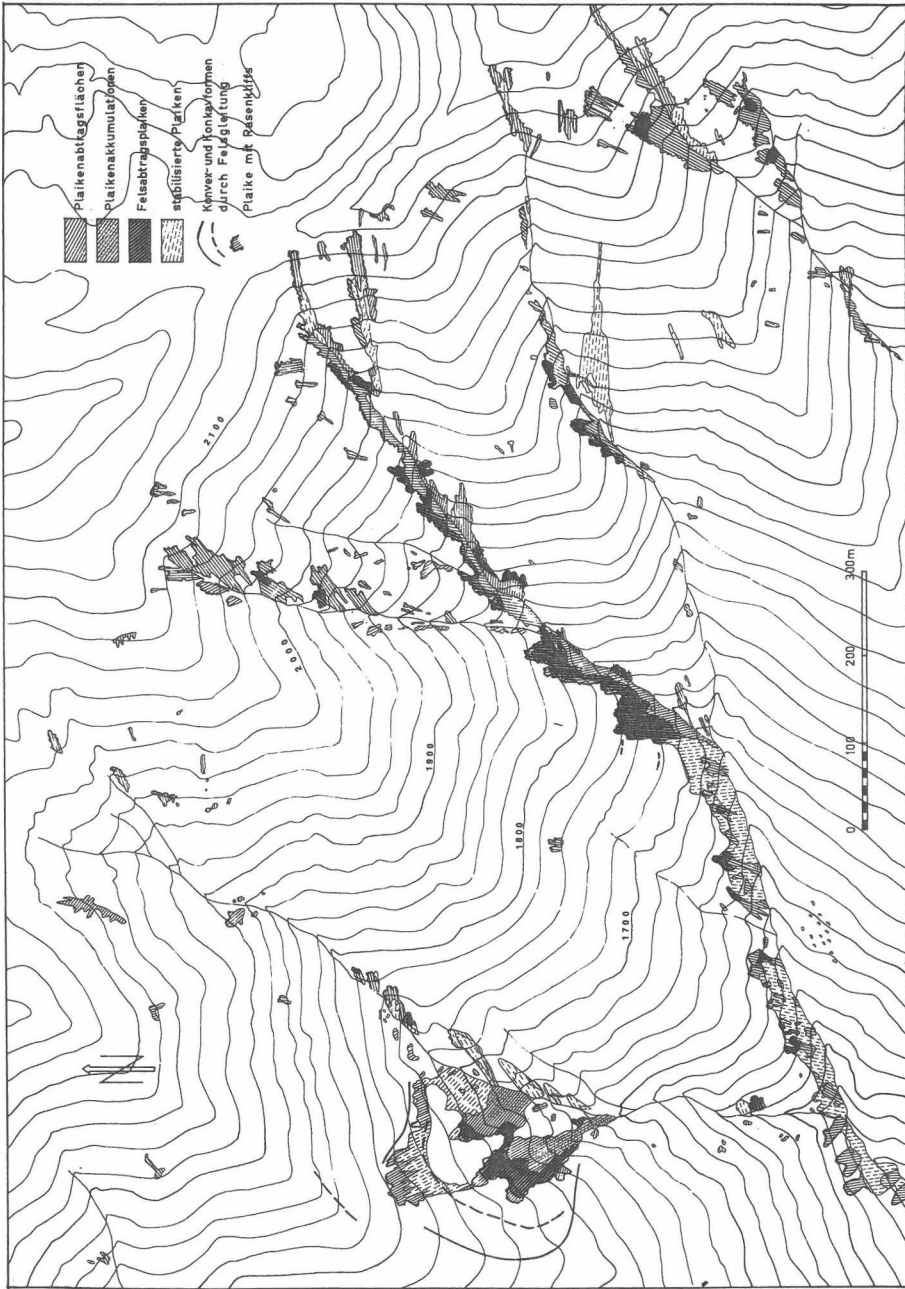 Plaikenabtragsflächen
Plaikenakkumulationen
Felsabtragsplaiken
stabilisierte Plaiken
Konvex- und Konkavformen
durch Felsgleitung
Plaike mit Rasenkliffs
2100
2000
1900
1800
1700
N
0 100 200 300m